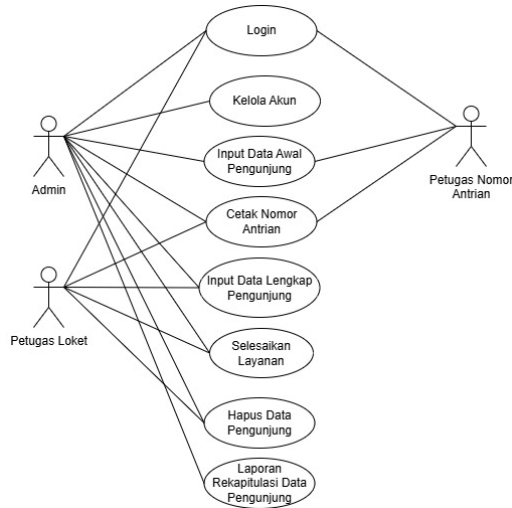 Login
Kelola Akun
Input Data Awal
Pengunjung
Admin
Petugas Nomor
Antrian
Cetak Nomor
Antrian
Input Data Lengkap
Pengunjung
Petugas Loket
Selesaikan
Layanan
Hapus Data
Pengunjung
Laporan
Rekapitulasi Data
Pengunjung